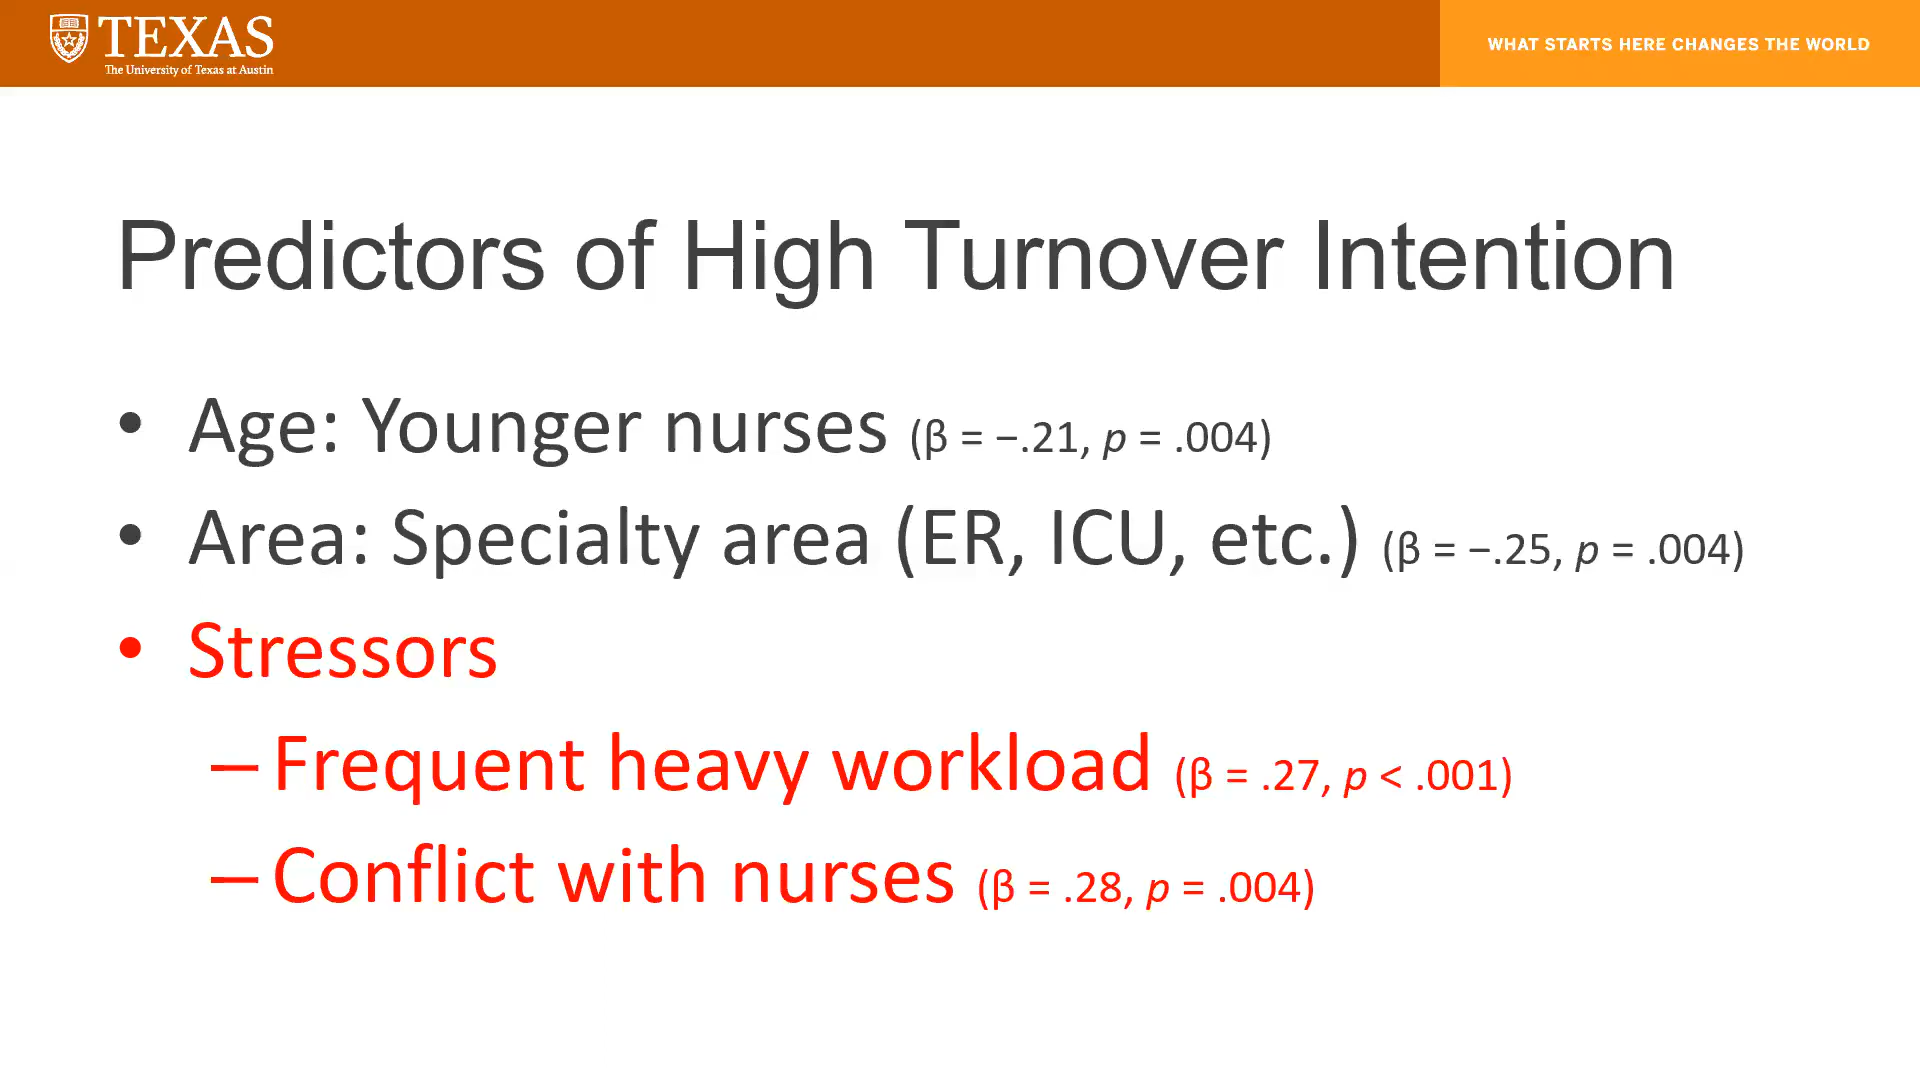 TEXAS
The University of Texas at Austin
WHAT STARTS HERE CHANGES THE WORLD
Predictors of High Turnover Intention
• Age: Younger nurses (β = −.21, p = .004)
• Area: Specialty area (ER, ICU, etc.) (β = −.25, p = .004)
• Stressors
– Frequent heavy workload (β = .27, p < .001)
– Conflict with nurses (β = .28, p = .004)